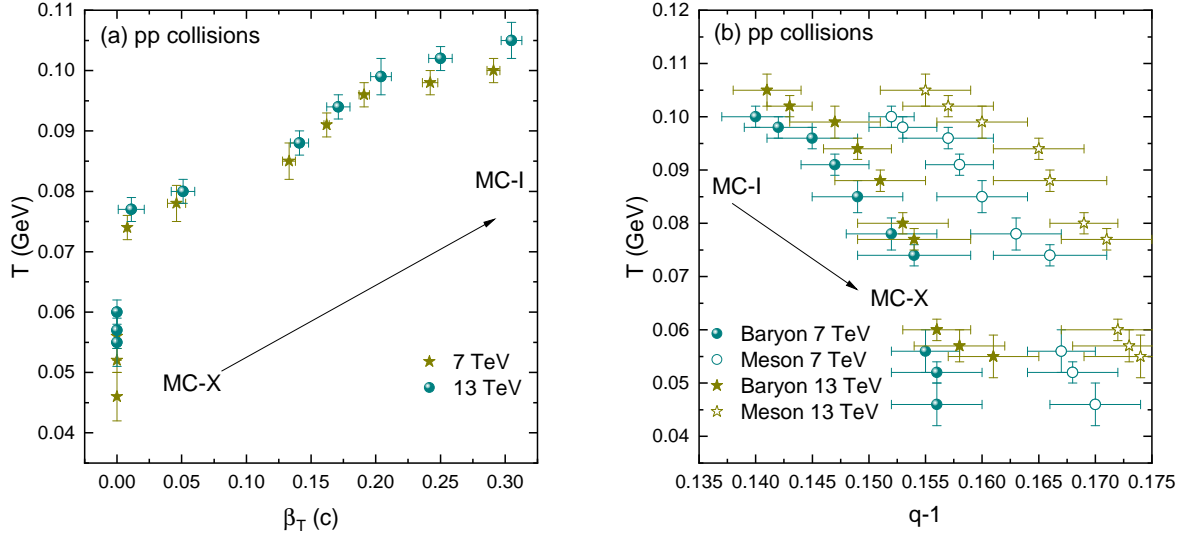 (a) pp collisions
0.12
0.11
0.10
0.09
0.08
0.07
0.06
0.05
0.04
T (GeV)
MC-I
MC-X
7 TeV
13 TeV
0.00 0.05 0.10 0.15 0.20 0.25 0.30
β_T (c)
(b) pp collisions
0.12
0.11
0.10
0.09
0.08
0.07
0.06
0.05
0.04
T (GeV)
MC-I
MC-X
Baryon 7 TeV
Meson 7 TeV
Baryon 13 TeV
Meson 13 TeV
0.135 0.140 0.145 0.150 0.155 0.160 0.165 0.170 0.175
q-1